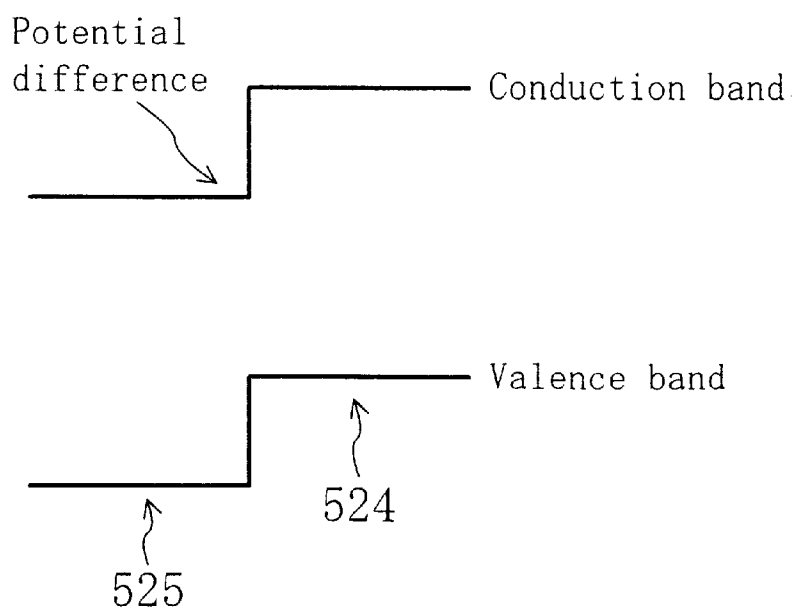 Potential
difference
Conduction band
Valence band
524
525